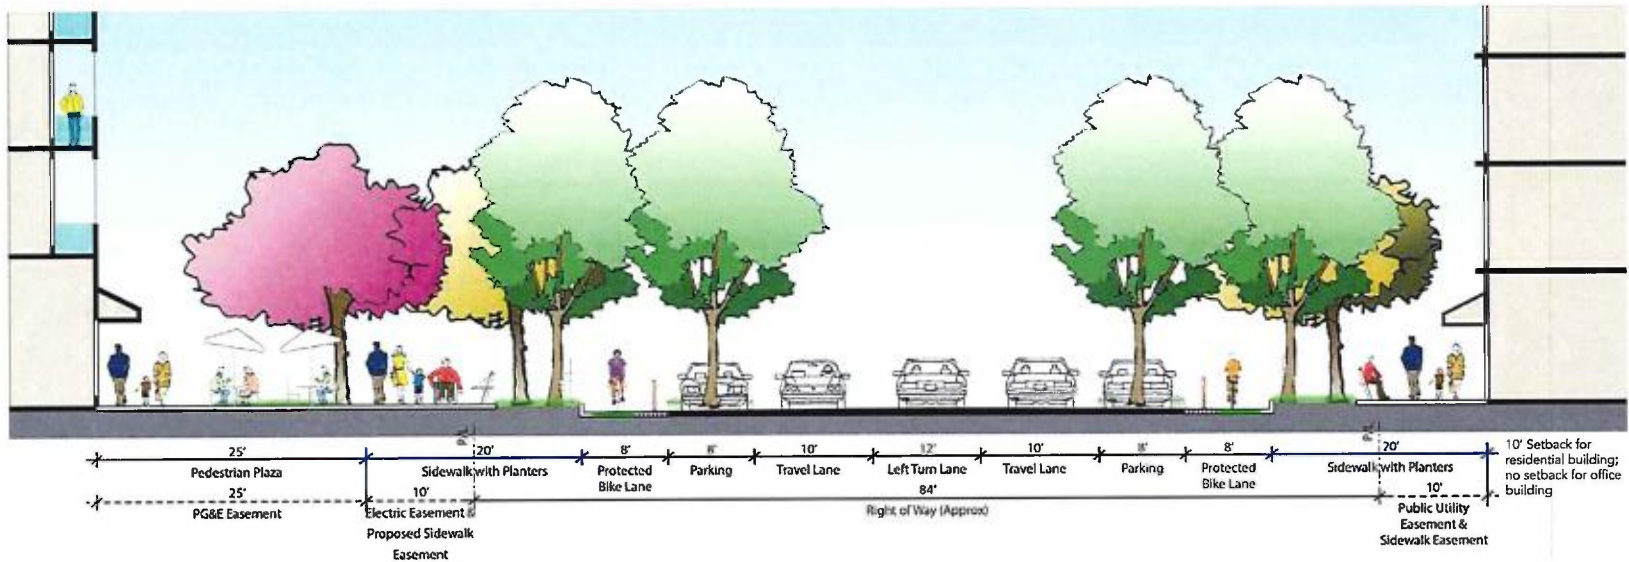 P/L
P/L
25'
20'
8'
8'
10'
12'
10'
8'
8'
20'
Pedestrian Plaza
Sidewalk with Planters
Protected
Bike Lane
Parking
Travel Lane
Left Turn Lane
Travel Lane
Parking
Protected
Bike Lane
Sidewalk with Planters
10' Setback for
residential building;
no setback for office
building
25'
10'
84'
10'
PG&E Easement
Electric Easement &
Proposed Sidewalk
Easement
Right of Way (Approx)
Public Utility
Easement &
Sidewalk Easement